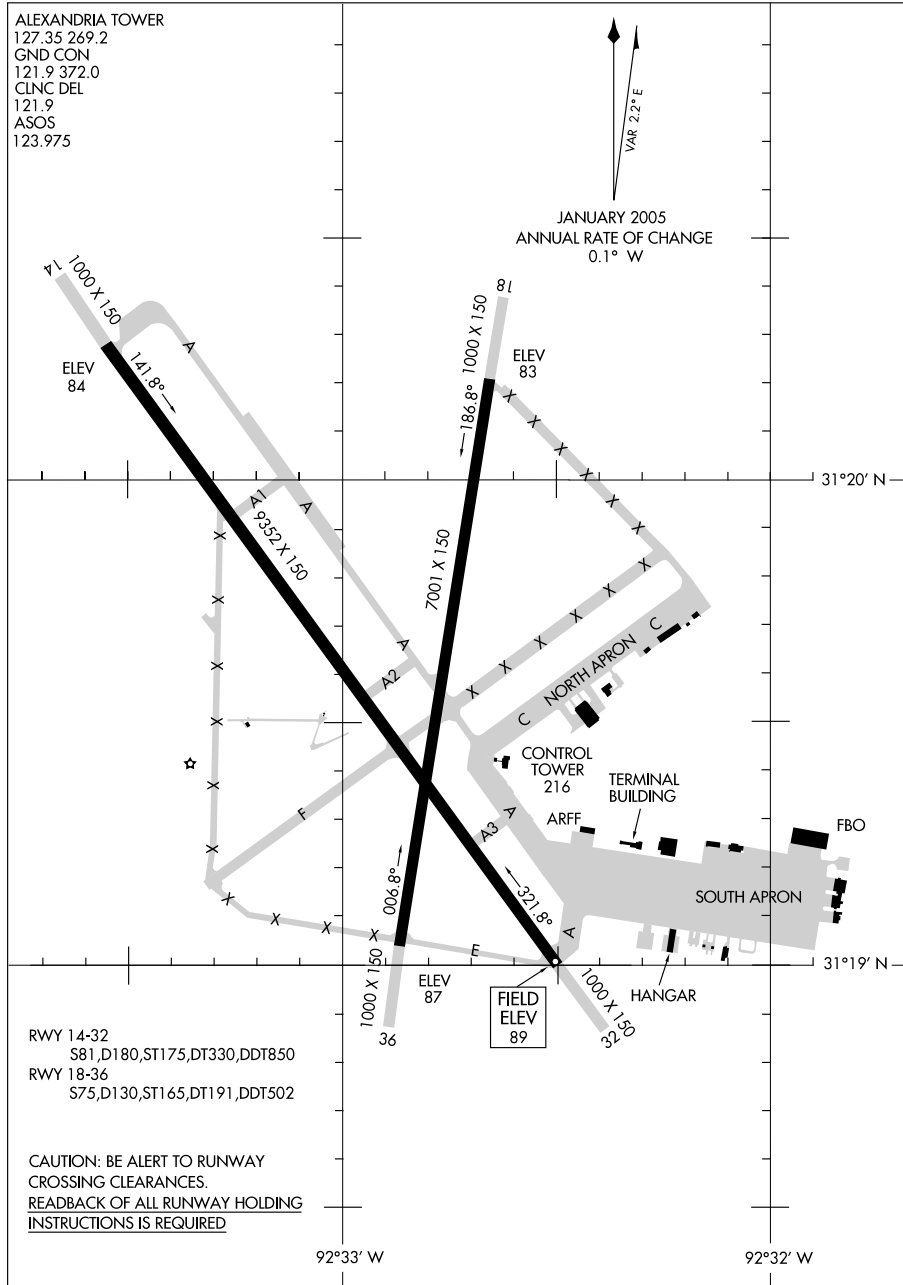 ALEXANDRIA TOWER
127.35 269.2
GND CON
121.9 372.0
CLNC DEL
121.9
ASOS
123.975
VAR 2.2° E
JANUARY 2005
ANNUAL RATE OF CHANGE
0.1° W
14
1000 X 150
ELEV
84
141.8°
A
18
1000 X 150
186.8°
ELEV
83
X
X
X
X
X
X
31°20' N
A1
A
9352 X 150
7001 X 150
X
X
X
X
X
X
X
X
X
X
X
X
A
A2
C
NORTH APRON
C
CONTROL
TOWER
216
TERMINAL
BUILDING
ARFF
FBO
F
A
A3
SOUTH APRON
006.8°
321.8°
X
X
X
X
E
A
31°19' N
1000 X 150
36
ELEV
87
FIELD
ELEV
89
1000 X 150
32
HANGAR
RWY 14-32
S81,D180,ST175,DT330,DDT850
RWY 18-36
S75,D130,ST165,DT191,DDT502
CAUTION: BE ALERT TO RUNWAY
CROSSING CLEARANCES.
READBACK OF ALL RUNWAY HOLDING
INSTRUCTIONS IS REQUIRED
92°33' W
92°32' W